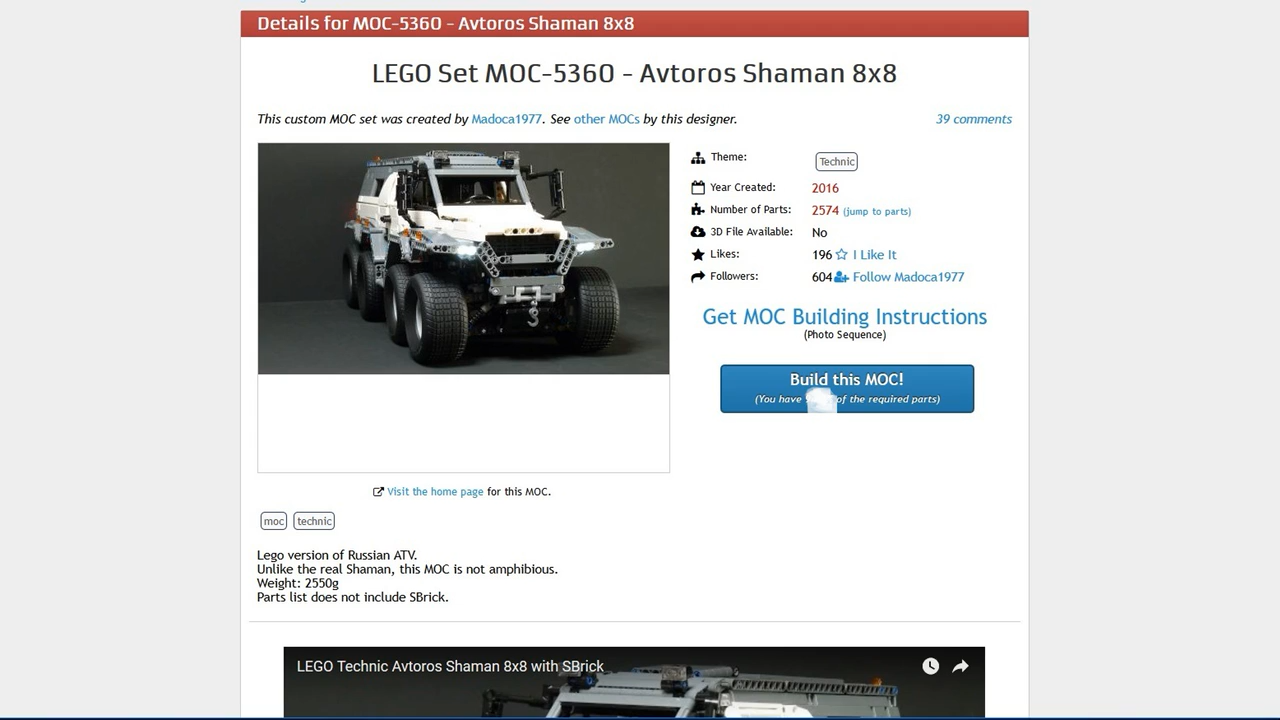 Details for MOC-5360 - Avtoros Shaman 8x8
LEGO Set MOC-5360 - Avtoros Shaman 8x8
This custom MOC set was created by Madoca1977. See other MOCs by this designer.
39 comments
Theme: Technic
Year Created: 2016
Number of Parts: 2574 (jump to parts)
3D File Available: No
Likes: 196 I Like It
Followers: 604 Follow Madoca1977
Get MOC Building Instructions
(Photo Sequence)
Build this MOC!
(You have of the required parts)
Visit the home page for this MOC.
moc technic
Lego version of Russian ATV.
Unlike the real Shaman, this MOC is not amphibious.
Weight: 2550g
Parts list does not include SBrick.
LEGO Technic Avtoros Shaman 8x8 with SBrick